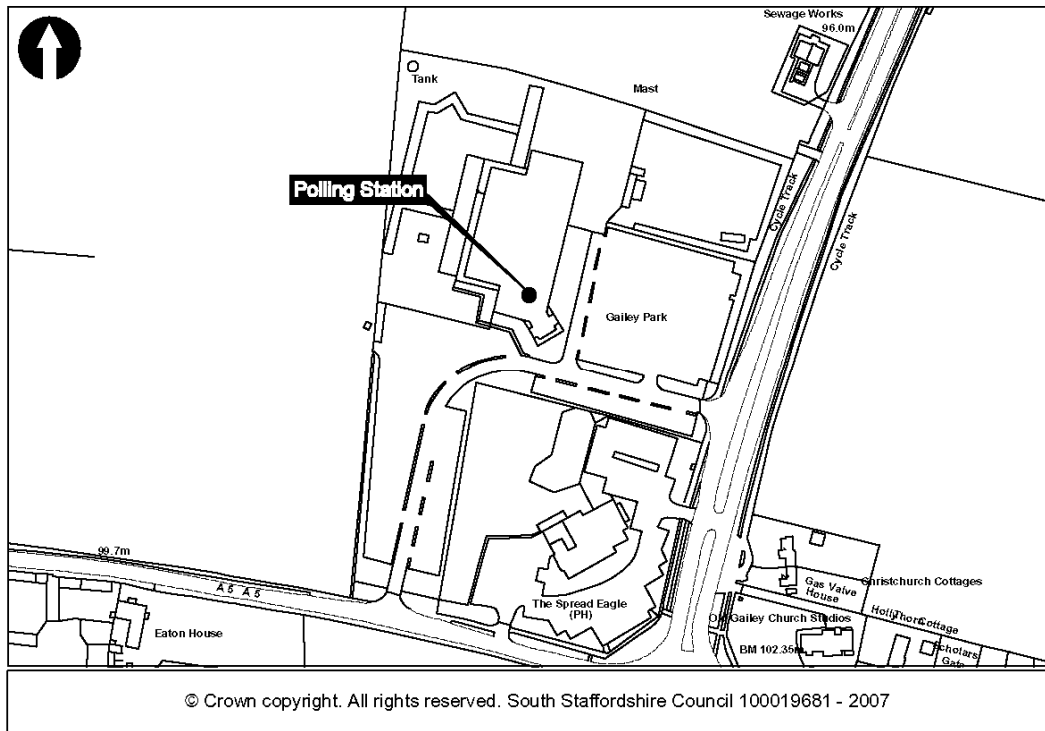 Sewage Works
96.0m
Tank
Mast
Polling Station
Cycle Track
Cycle Track
Gailey Park
99.7m
A 5 A 5
Eaton House
The Spread Eagle
(PH)
Gas Valve
House
Christchurch Cottages
Holly Thorn Cottage
Old Gailey Church Studios
BM 102.35m
Scholars
Gate
© Crown copyright. All rights reserved. South Staffordshire Council 100019681 - 2007